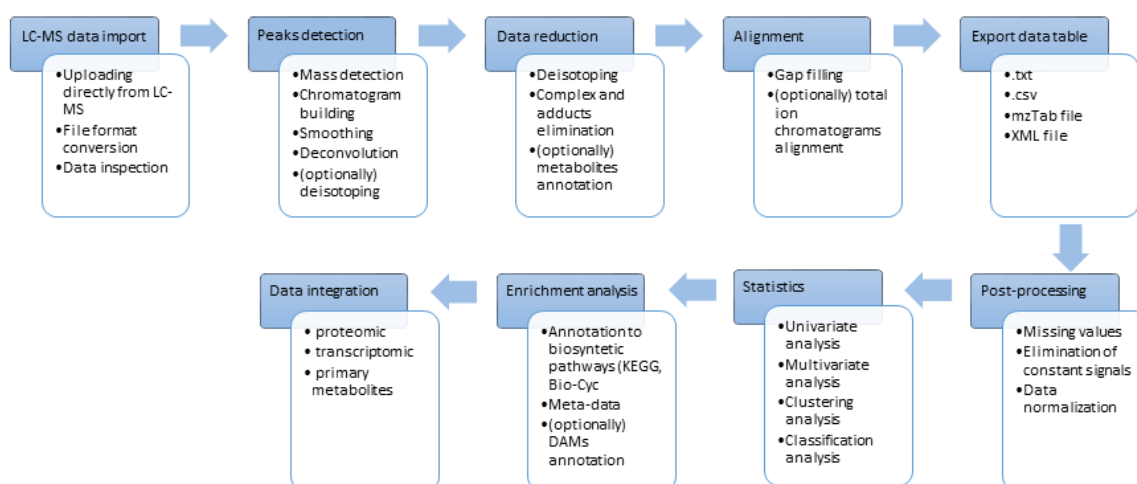 LC-MS data import
•Uploading
directly from LC-
MS
•File format
conversion
•Data inspection
Peaks detection
•Mass detection
•Chromatogram
building
•Smoothing
•Deconvolution
•(optionally)
deisotoping
Data reduction
•Deisotoping
•Complex and
adducts elimination
•(optionally)
metabolites
annotation
Alignment
•Gap filling
•(optionally) total
ion
chromatograms
alignment
Export data table
•.txt
•.csv
•mzTab file
•XML file
Post-processing
•Missing values
•Elimination of
constant signals
•Data
normalization
Statistics
•Univariate
analysis
•Multivariate
analysis
•Clustering
analysis
•Classification
analysis
Enrichment analysis
•Annotation to
biosyntetic
pathways (KEGG,
Bio-Cyc
•Meta-data
•(optionally)
DAMs
annotation
Data integration
• proteomic
• transcriptomic
• primary
metabolites